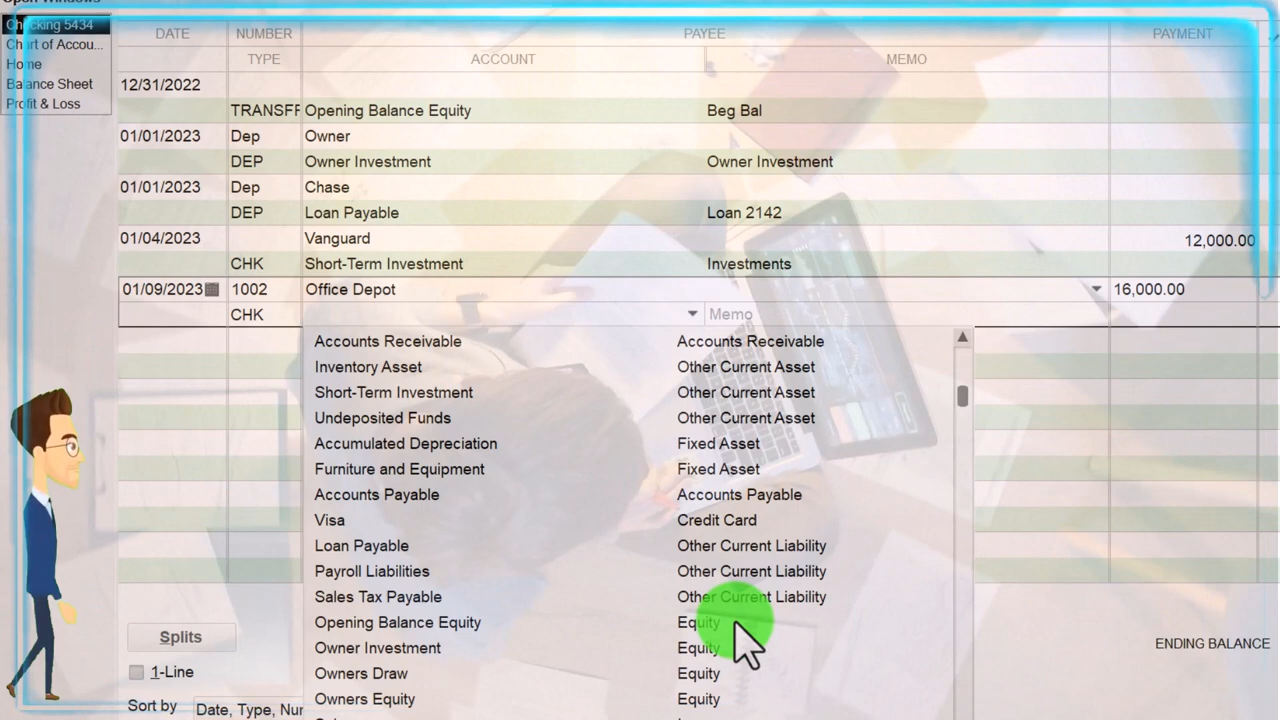 Checking 5434
Chart of Accou...
Home
Balance Sheet
Profit & Loss
DATE NUMBER PAYEE PAYMENT
TYPE ACCOUNT MEMO
12/31/2022
TRANSFF Opening Balance Equity Beg Bal
01/01/2023 Dep Owner
DEP Owner Investment Owner Investment
01/01/2023 Dep Chase
DEP Loan Payable Loan 2142
01/04/2023 Vanguard 12,000.00
CHK Short-Term Investment Investments
01/09/2023 1002 Office Depot 16,000.00
CHK Memo
Accounts Receivable Accounts Receivable
Inventory Asset Other Current Asset
Short-Term Investment Other Current Asset
Undeposited Funds Other Current Asset
Accumulated Depreciation Fixed Asset
Furniture and Equipment Fixed Asset
Accounts Payable Accounts Payable
Visa Credit Card
Loan Payable Other Current Liability
Payroll Liabilities Other Current Liability
Sales Tax Payable Other Current Liability
Opening Balance Equity Equity
Owner Investment Equity
Owners Draw Equity
Owners Equity Equity
Splits
1-Line
Sort by Date, Type, Nur
ENDING BALANCE